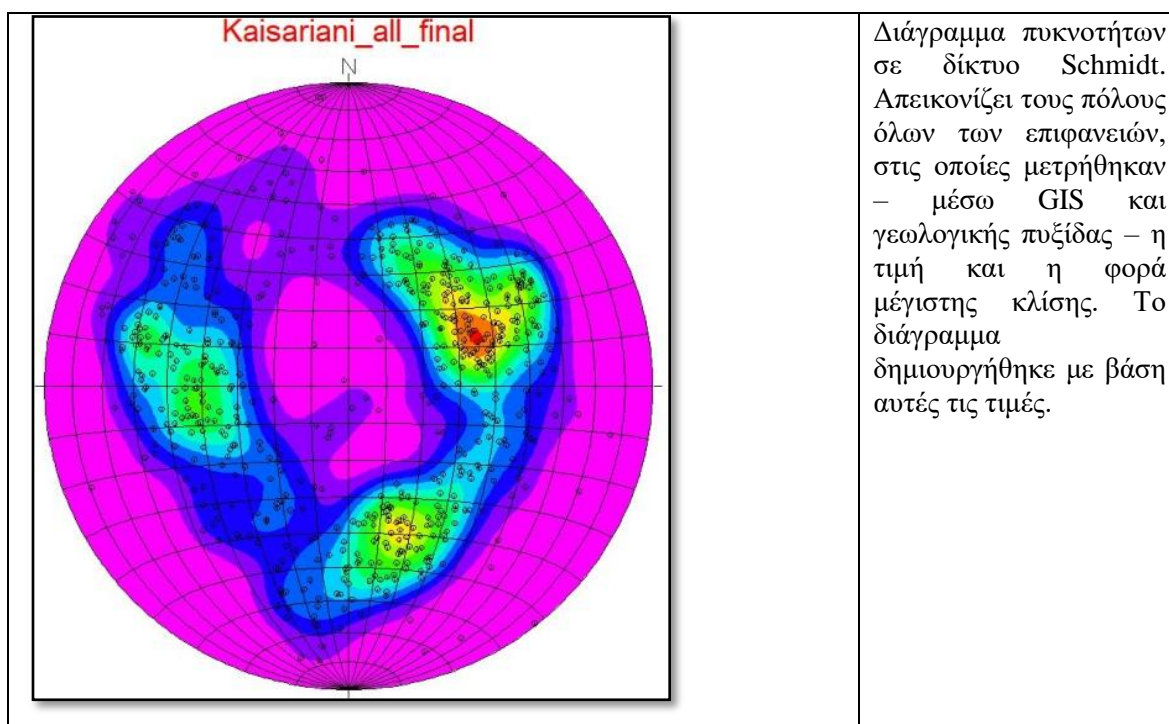 Kaisariani_all_final
N
Διάγραμμα πυκνοτήτων
σε δίκτυο Schmidt.
Απεικονίζει τους πόλους
όλων των επιφανειών,
στις οποίες μετρήθηκαν
– μέσω GIS και
γεωλογικής πυξίδας – η
τιμή και η φορά
μέγιστης κλίσης. Το
διάγραμμα
δημιουργήθηκε με βάση
αυτές τις τιμές.